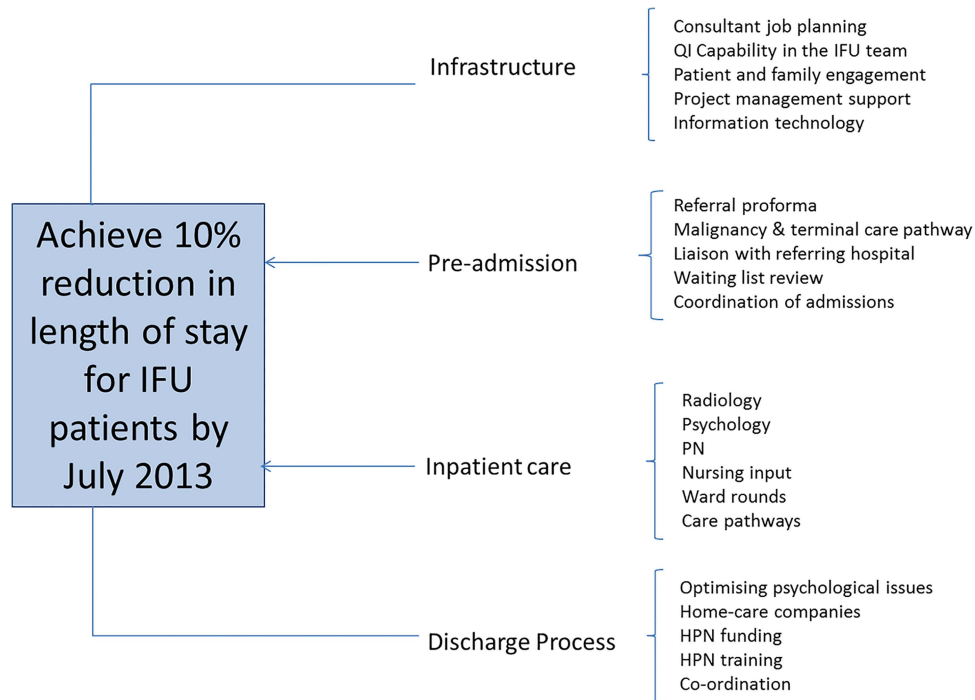 Achieve 10%
reduction in
length of stay
for IFU
patients by
July 2013
Infrastructure
Consultant job planning
QI Capability in the IFU team
Patient and family engagement
Project management support
Information technology
Pre-admission
Referral proforma
Malignancy & terminal care pathway
Liaison with referring hospital
Waiting list review
Coordination of admissions
Inpatient care
Radiology
Psychology
PN
Nursing input
Ward rounds
Care pathways
Discharge Process
Optimising psychological issues
Home-care companies
HPN funding
HPN training
Co-ordination